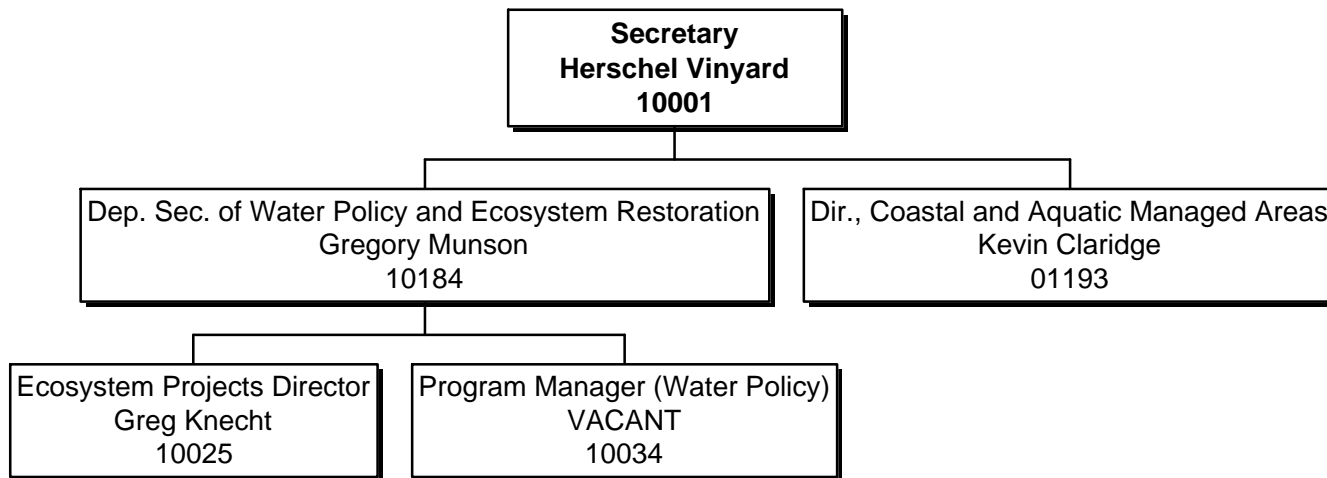 Secretary
Herschel Vinyard
10001
Dep. Sec. of Water Policy and Ecosystem Restoration
Gregory Munson
10184
Dir., Coastal and Aquatic Managed Areas
Kevin Claridge
01193
Ecosystem Projects Director
Greg Knecht
10025
Program Manager (Water Policy)
VACANT
10034